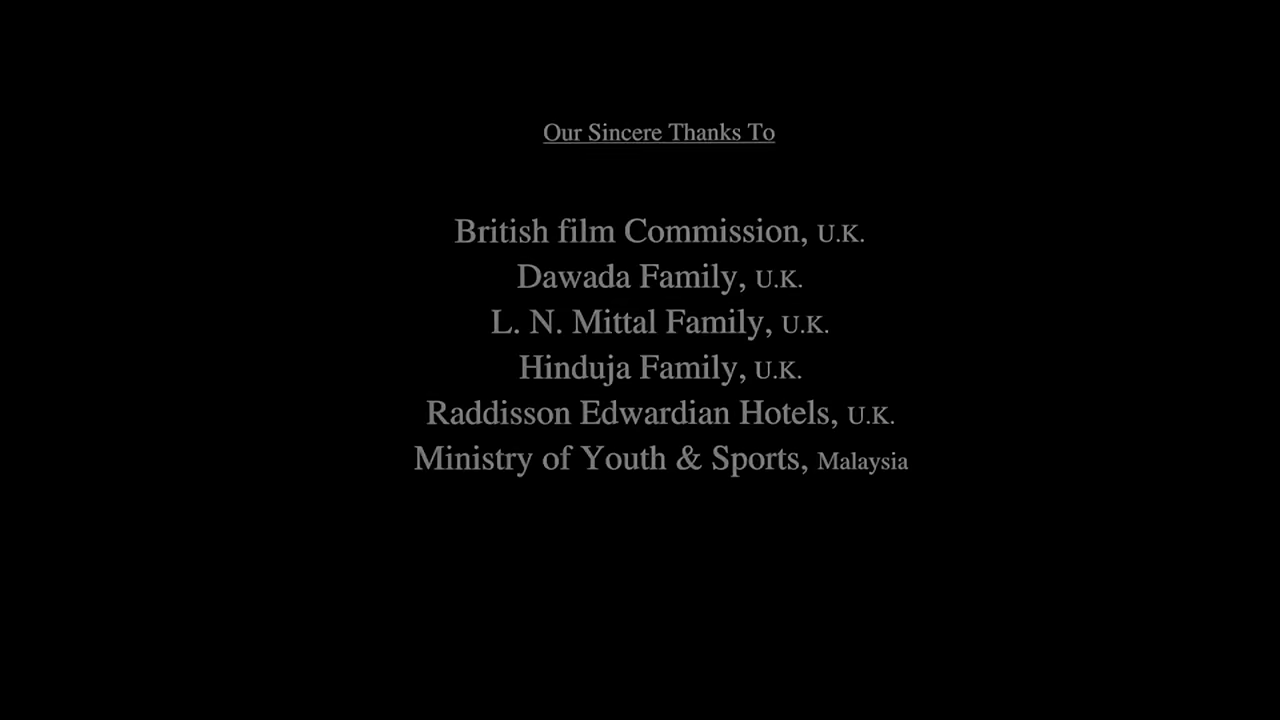 Our Sincere Thanks To
British film Commission, U.K.
Dawada Family, U.K.
L. N. Mittal Family, U.K.
Hinduja Family, U.K.
Raddisson Edwardian Hotels, U.K.
Ministry of Youth & Sports, Malaysia